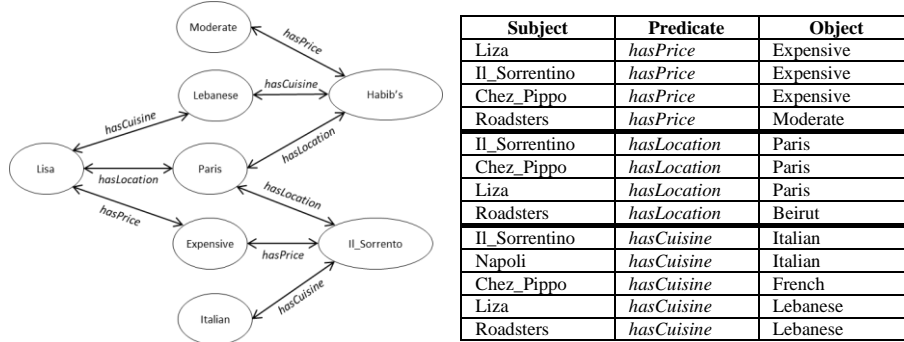 Moderate
hasPrice
hasCuisine
Lebanese
Habib's
hasCuisine
hasLocation
Lisa
Paris
hasLocation
hasLocation
hasPrice
Expensive
Il_Sorrento
hasPrice
hasCuisine
Italian
Subject Predicate Object
Liza hasPrice Expensive
Il_Sorrentino hasPrice Expensive
Chez_Pippo hasPrice Expensive
Roadsters hasPrice Moderate
Il_Sorrentino hasLocation Paris
Chez_Pippo hasLocation Paris
Liza hasLocation Paris
Roadsters hasLocation Beirut
Il_Sorrentino hasCuisine Italian
Napoli hasCuisine Italian
Chez_Pippo hasCuisine French
Liza hasCuisine Lebanese
Roadsters hasCuisine Lebanese